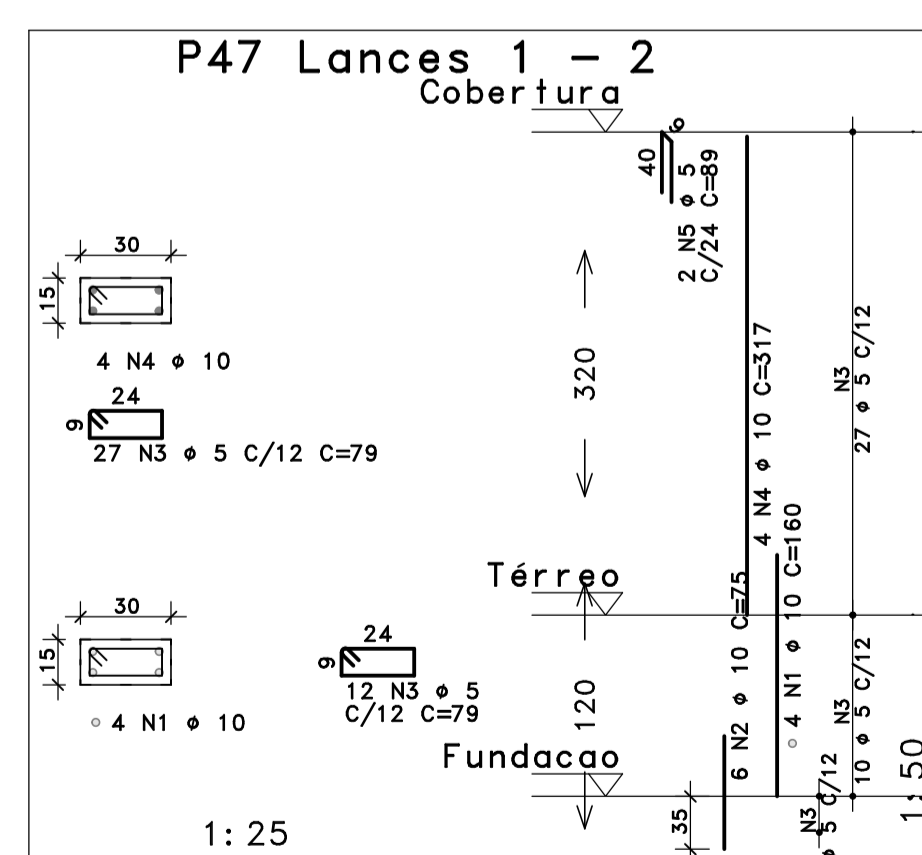 P47 Lances 1 - 2
Cobertura
9
40
2 N5 ϕ 5
C/24 C=89
30
15
4 N4 ϕ 10
24
9
27 N3 ϕ 5 C/12 C=79
320
4 N4 ϕ 10 C=317
N3
27 ϕ 5 C/12
Térreo
30
15
4 N1 ϕ 10
24
9
12 N3 ϕ 5
C/12 C=79
120
6 N2 ϕ 10 C=75
4 N1 ϕ 10 C=160
N3
10 ϕ 5 C/12
Fundacao
35
N3
ϕ 5 C/12
1:25
1:50